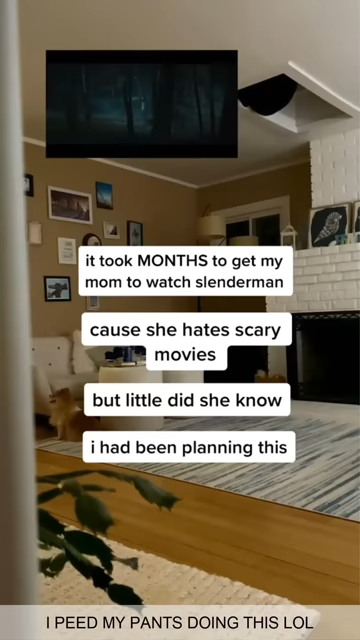 it took MONTHS to get my
mom to watch slenderman
cause she hates scary
movies
but little did she know
i had been planning this
I PEED MY PANTS DOING THIS LOL